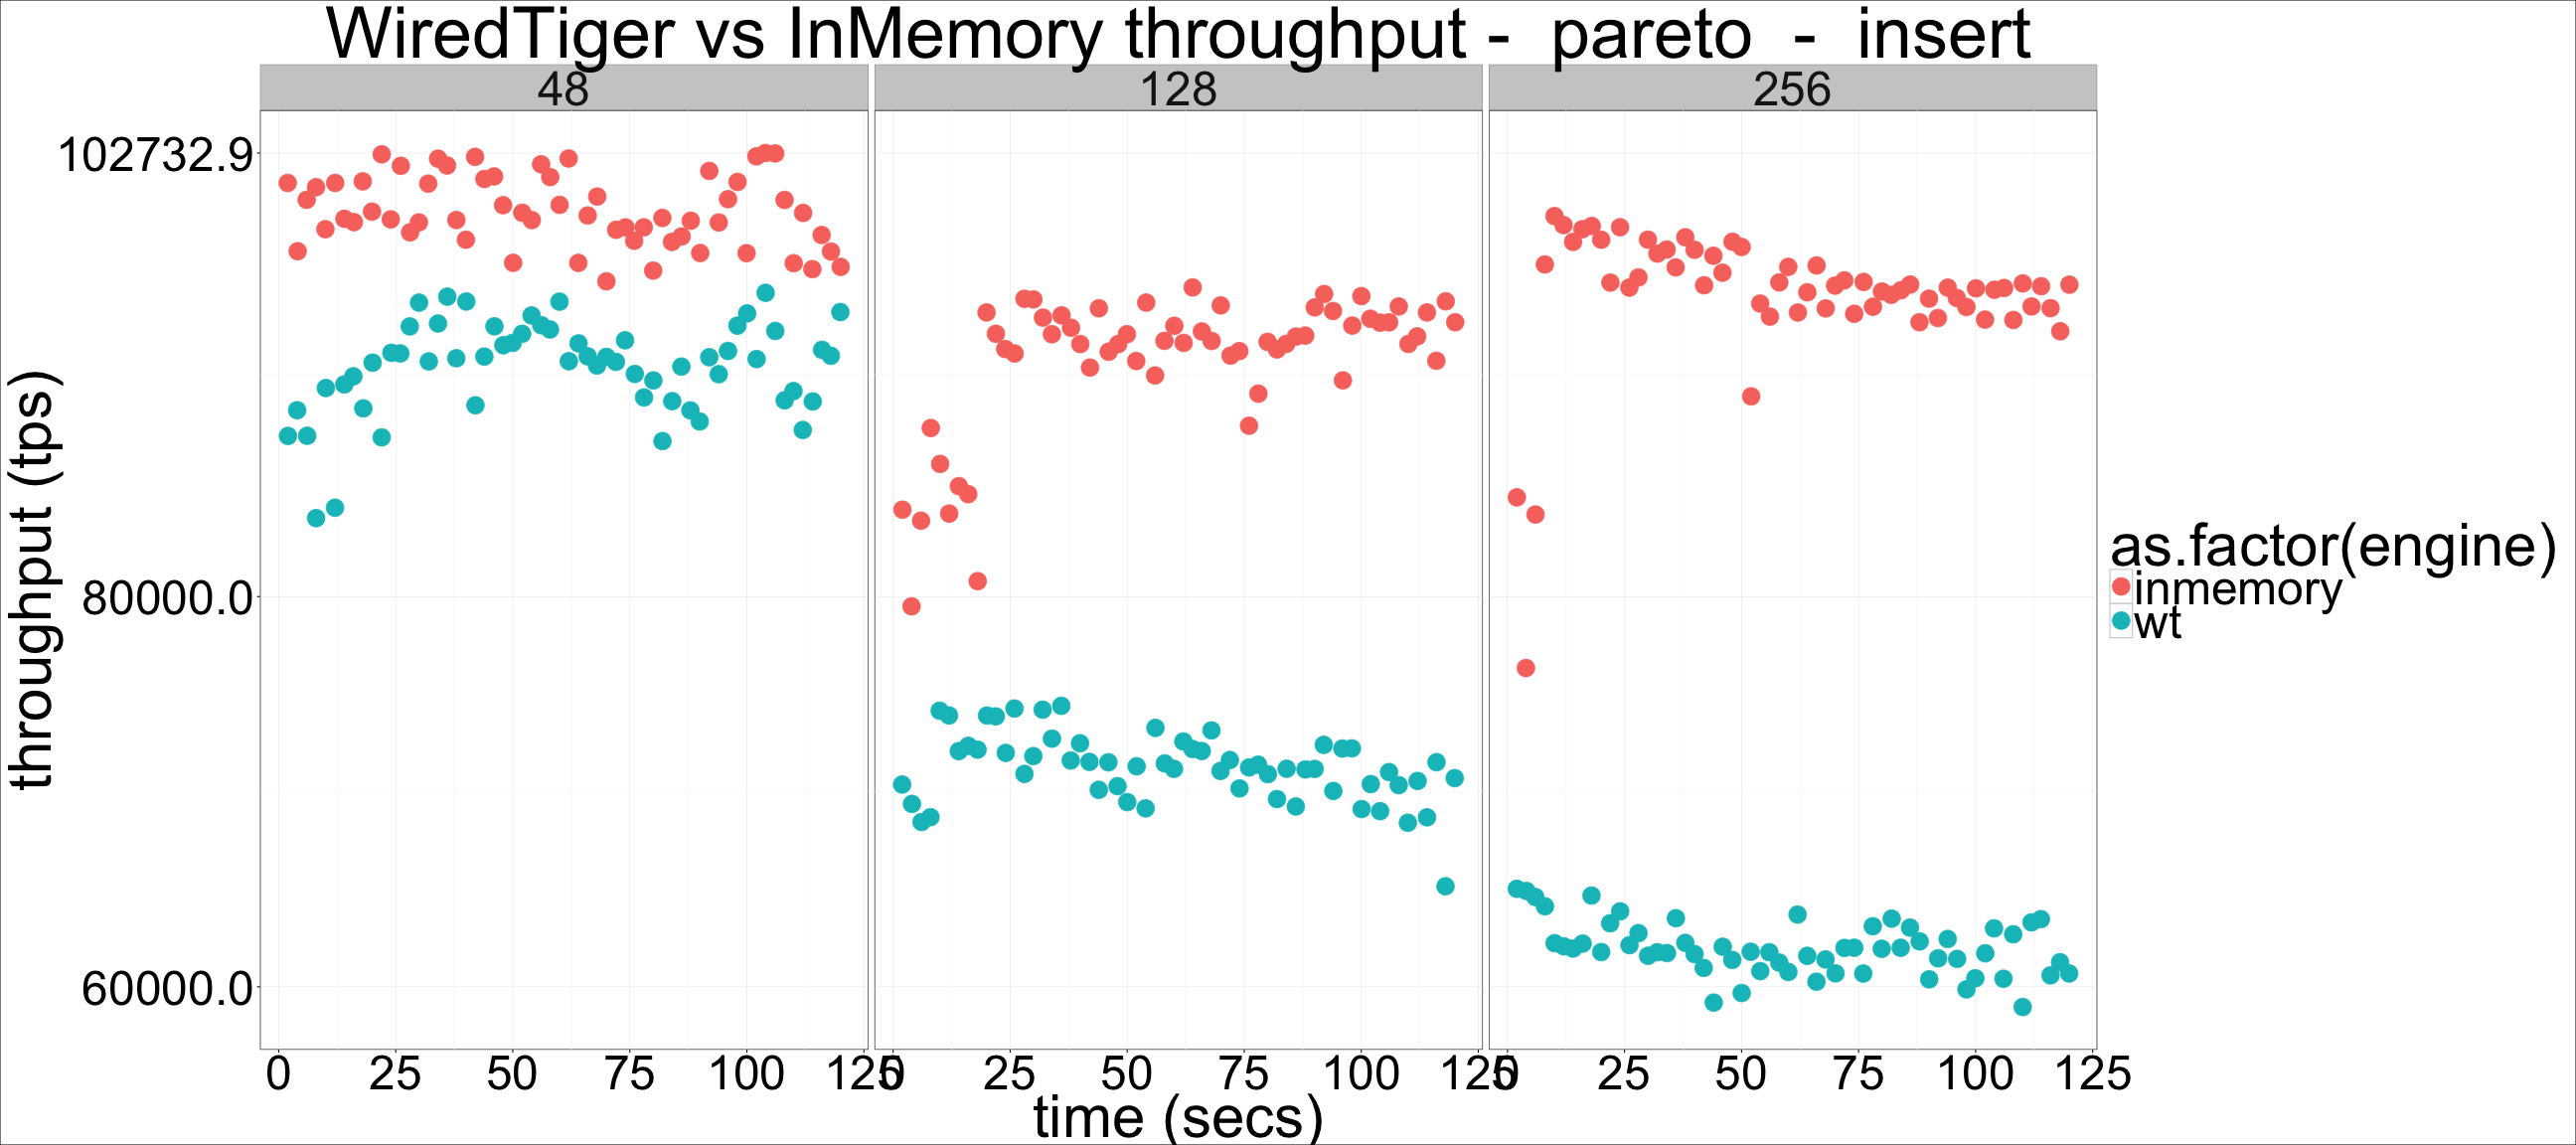 WiredTiger vs InMemory throughput - pareto - insert
48 128 256
throughput (tps)
102732.9
80000.0
60000.0
0 25 50 75 100 125 0 25 50 75 100 125 0 25 50 75 100 125
time (secs)
as.factor(engine)
inmemory
wt